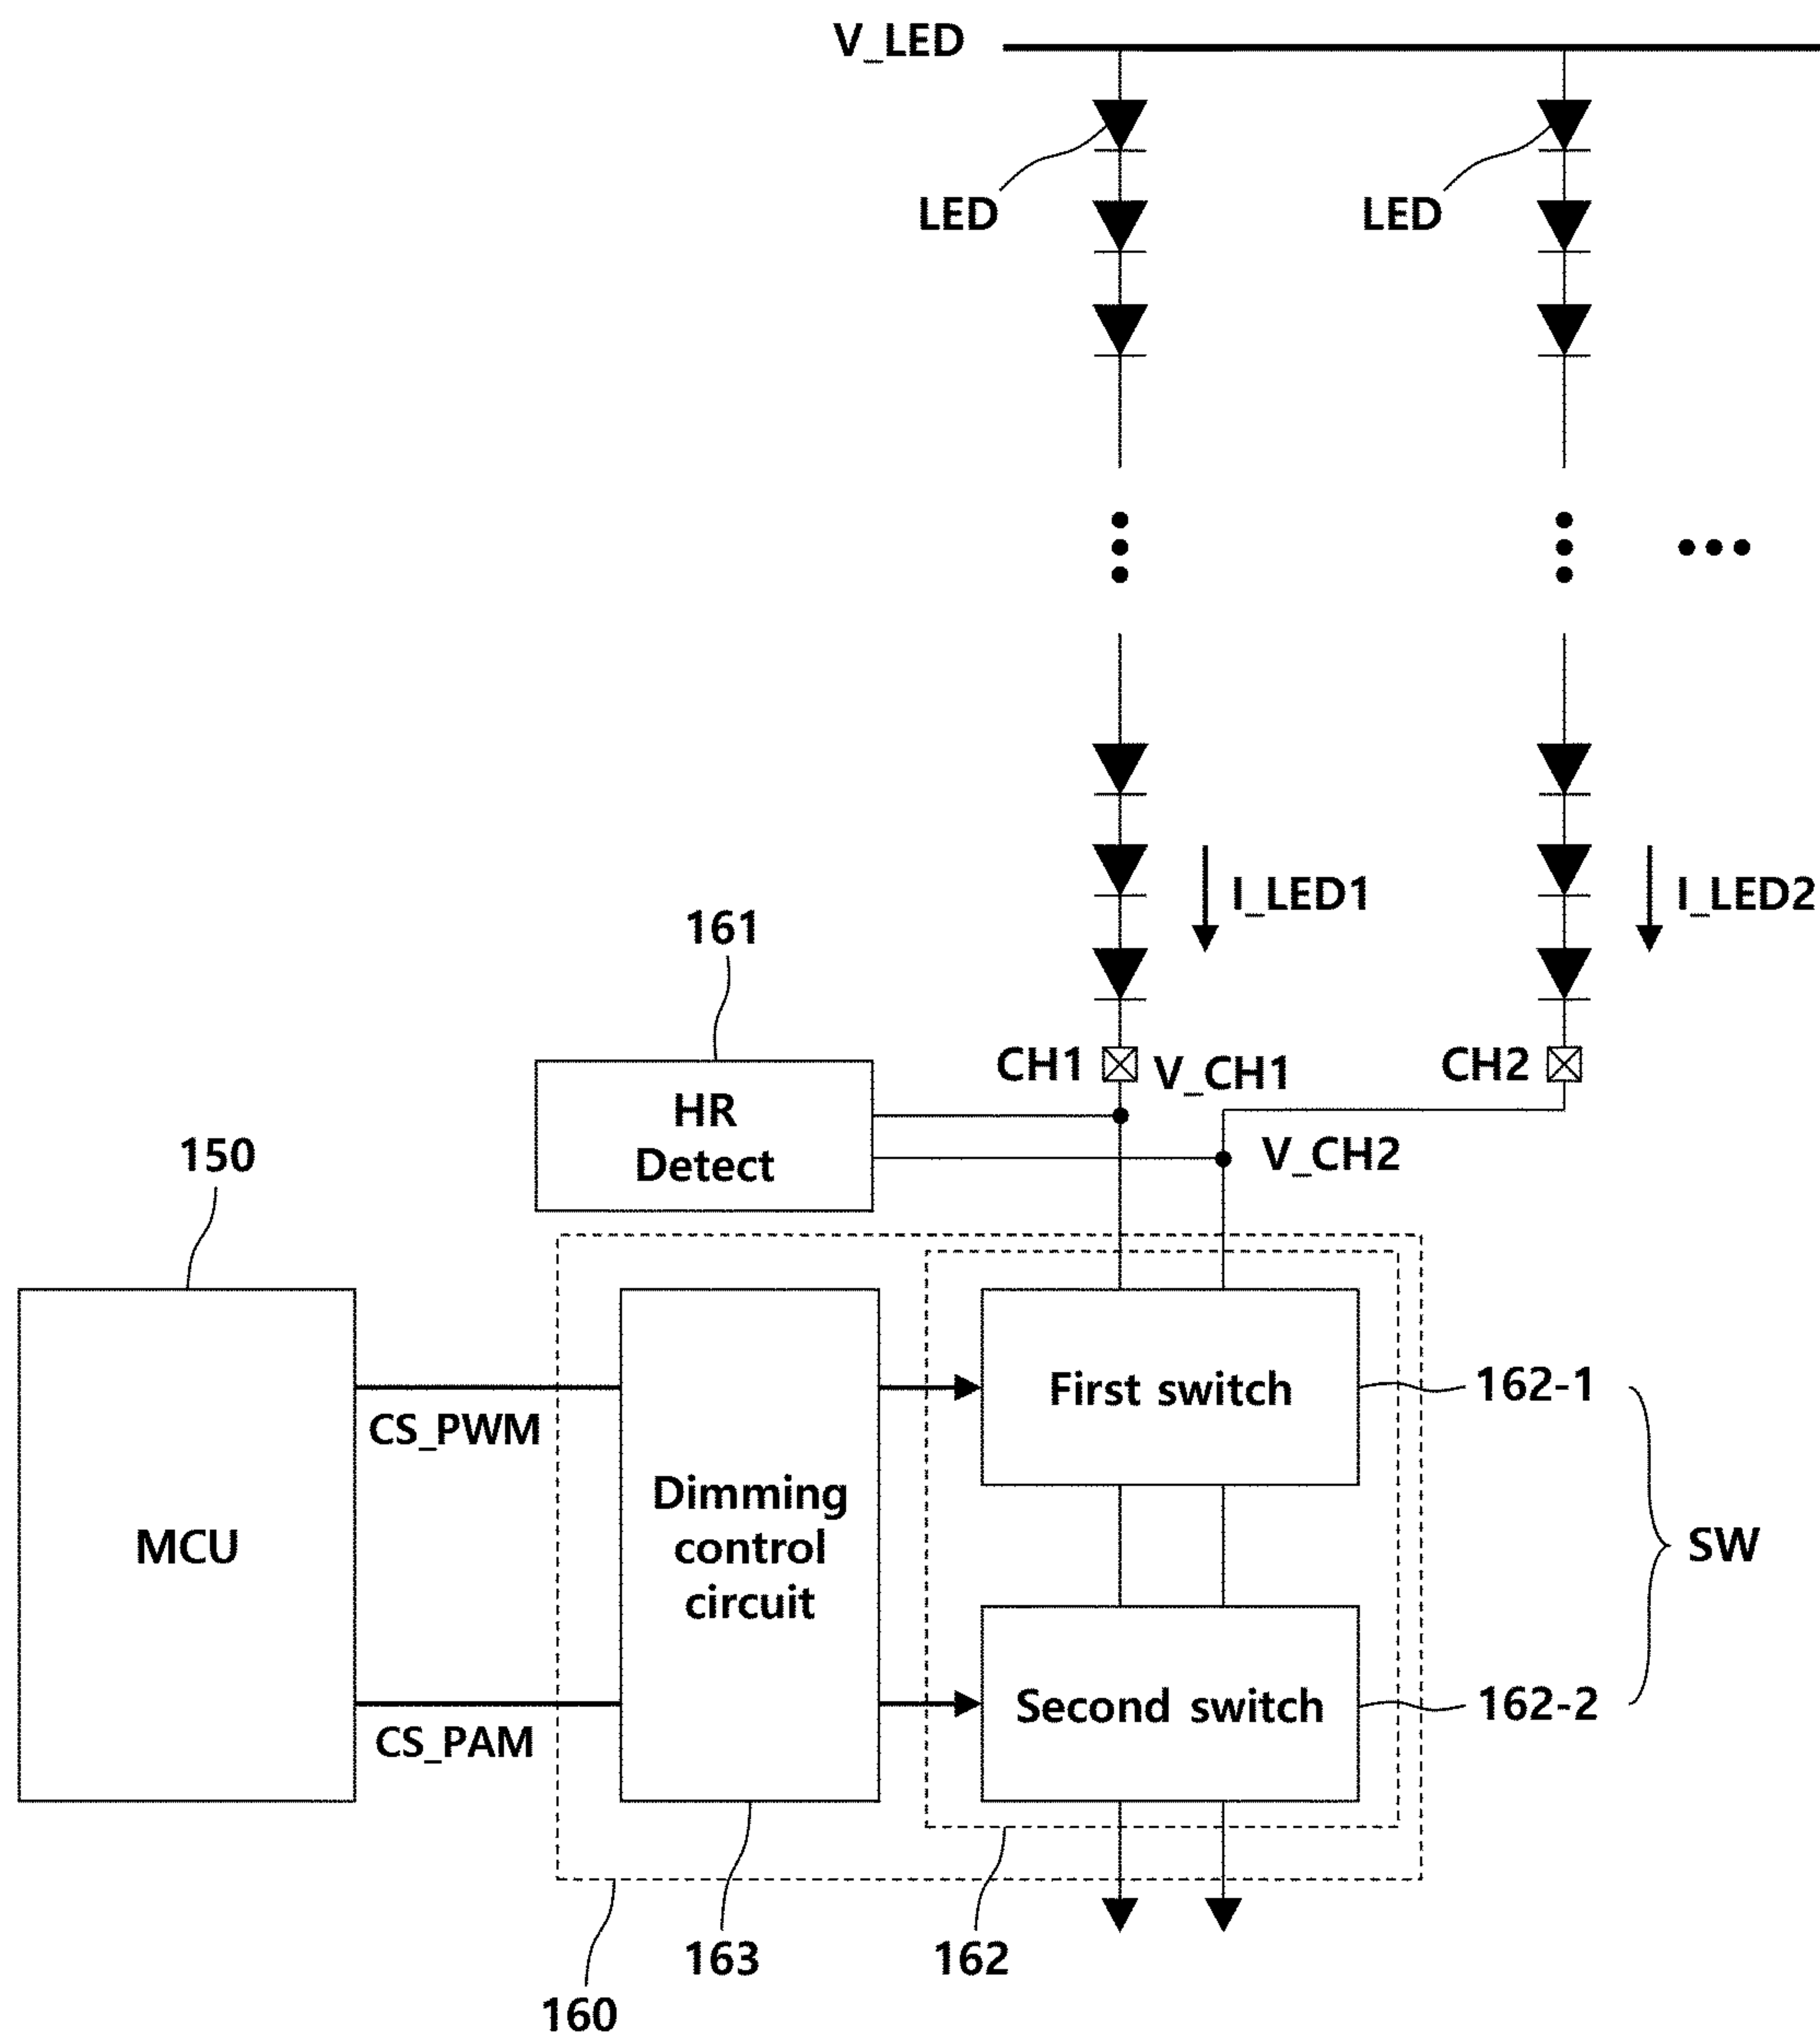 V_LED
LED
LED
I_LED1
I_LED2
161
CH1
V_CH1
CH2
HR
Detect
V_CH2
150
First switch
162-1
CS_PWM
Dimming
control
circuit
MCU
SW
Second switch
162-2
CS_PAM
163
162
160